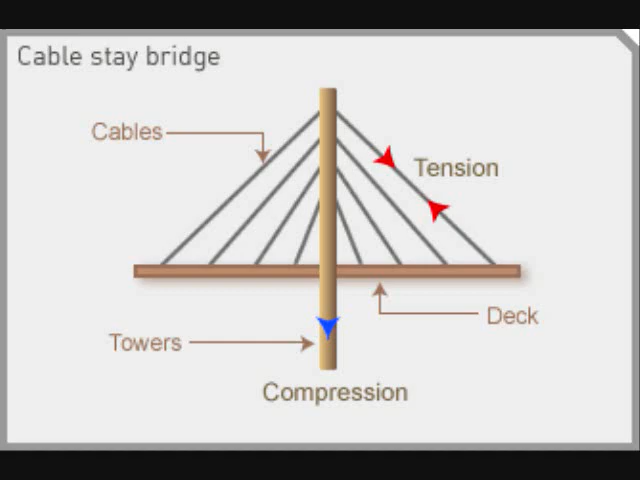 Cable stay bridge
Cables
Tension
Deck
Towers
Compression